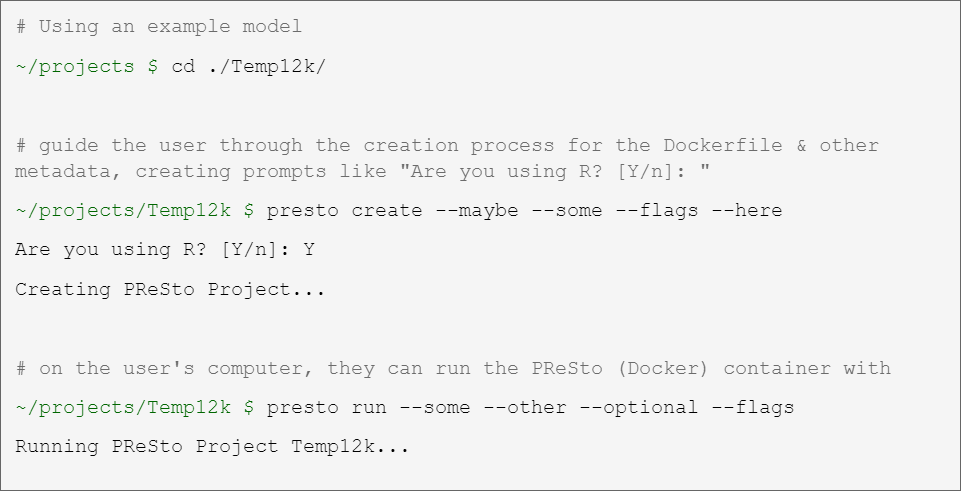 # Using an example model
~/projects $ cd ./Temp12k/
# guide the user through the creation process for the Dockerfile & other
metadata, creating prompts like "Are you using R? [Y/n]: "
~/projects/Temp12k $ presto create --maybe --some --flags --here
Are you using R? [Y/n]: Y
Creating PReSto Project...
# on the user's computer, they can run the PReSto (Docker) container with
~/projects/Temp12k $ presto run --some --other --optional --flags
Running PReSto Project Temp12k...